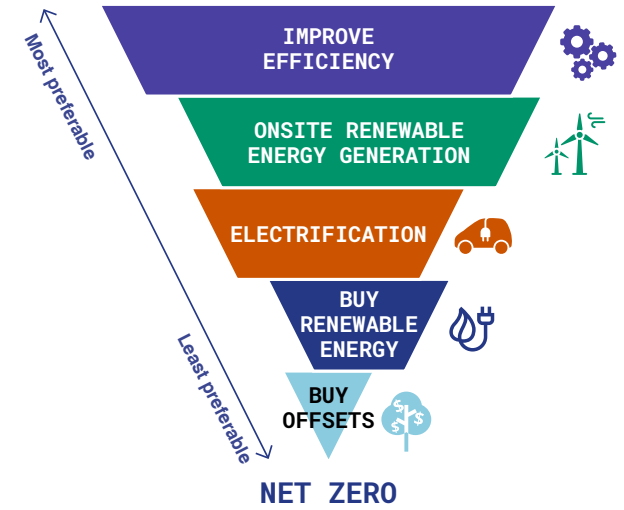 IMPROVE
EFFICIENCY
Most preferable
ONSITE RENEWABLE
ENERGY GENERATION
ELECTRIFICATION
BUY
RENEWABLE
ENERGY
Least preferable
BUY
OFFSETS
$
$
$
NET ZERO